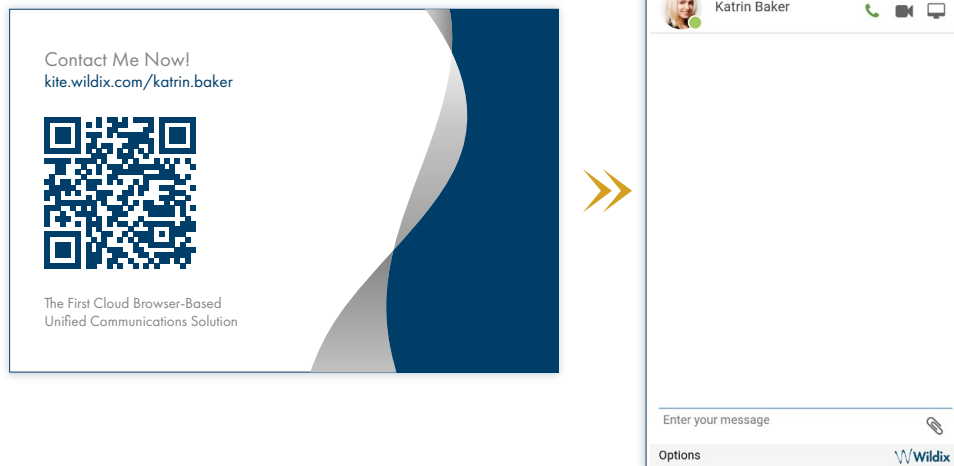 Contact Me Now!
kite.wildix.com/katrin.baker
The First Cloud Browser-Based
Unified Communications Solution
Katrin Baker
Enter your message
Options
Wildix